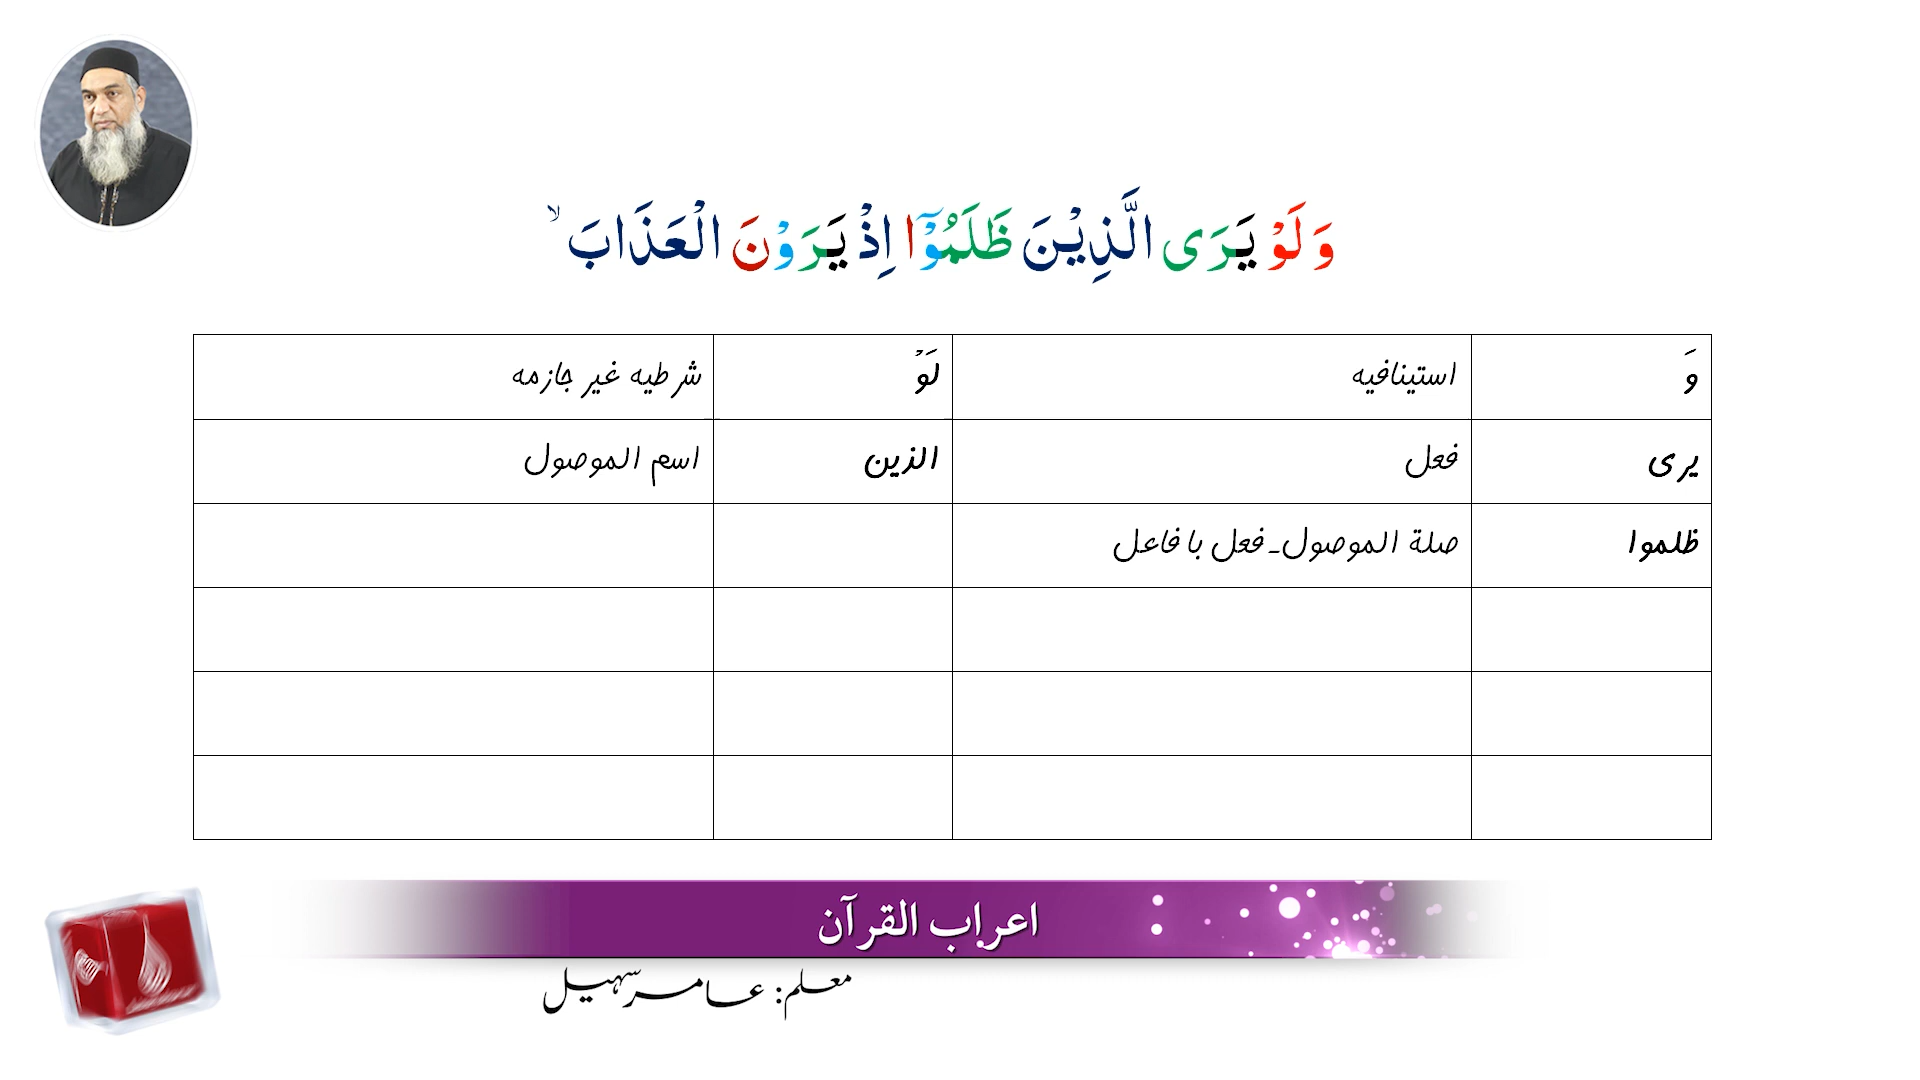 وَ لَوْ یَرَی الَّذِیْنَ ظَلَمُوْۤا اِذْ یَرَوْنَ الْعَذَابَ ۙ
وَ استینافیه لَوْ شرطیه غیر جازمه
یری فعل الزین اسم الموصول
ظلموا صلة الموصول۔فعل با فاعل
اعراب القرآن
معلم: عامر سہیل